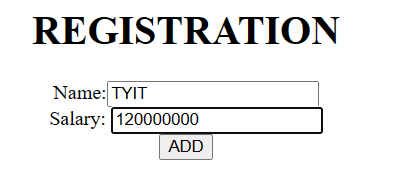 REGISTRATION
Name: TYIT
Salary: 120000000
ADD